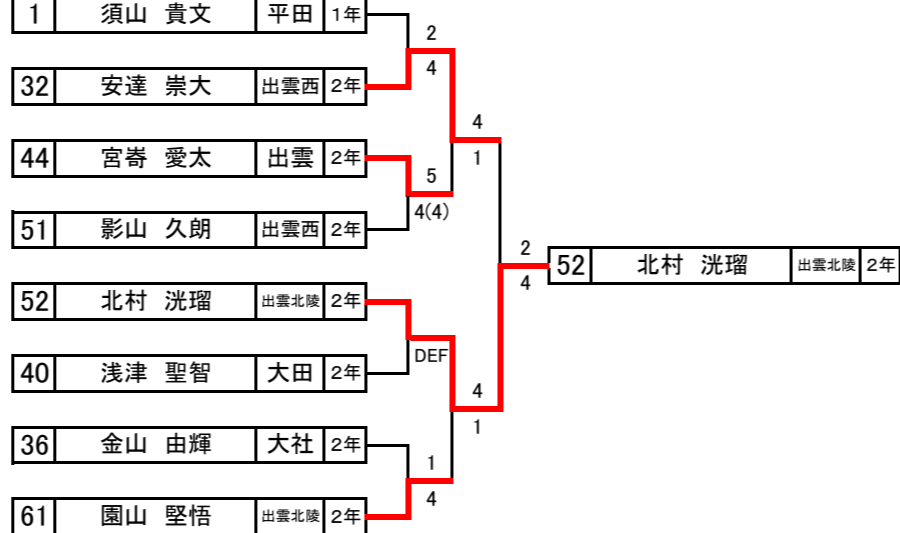 1 須山 貴文 平田 1年
2
32 安達 崇大 出雲西 2年
4
4
44 宮嵜 愛太 出雲 2年
1
5
51 影山 久朗 出雲西 2年
4(4)
2
52 北村 洸瑠 出雲北陵 2年
4
52 北村 洸瑠 出雲北陵 2年
DEF
40 浅津 聖智 大田 2年
4
1
36 金山 由輝 大社 2年
1
4
61 園山 堅悟 出雲北陵 2年